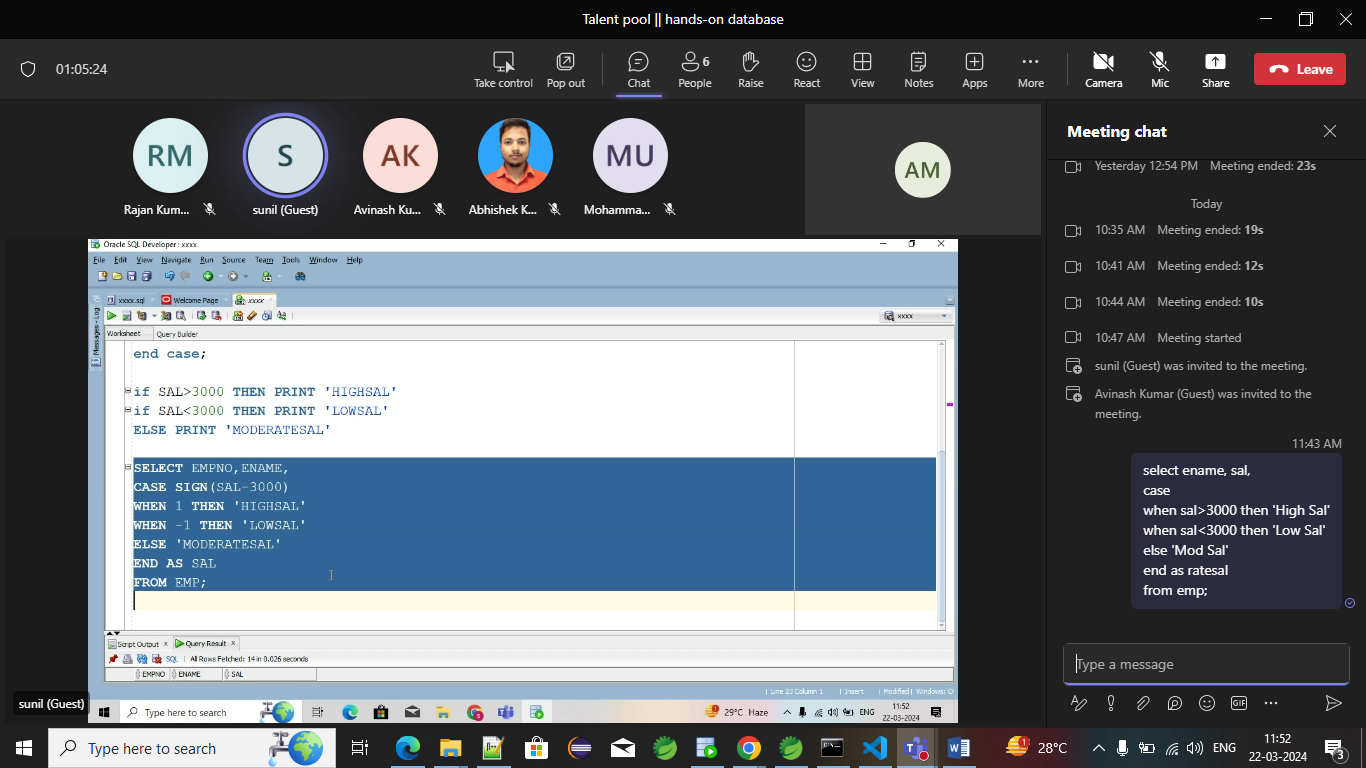 Talent pool || hands-on database
01:05:24
Take control
Pop out
Chat
6
People
Raise
React
View
Notes
Apps
More
Camera
Mic
Share
Leave
RM
S
AK
MU
AM
Rajan Kum...
sunil (Guest)
Avinash Ku...
Abhishek K...
Mohamma...
Oracle SQL Developer : xxxx
File Edit View Navigate Run Source Team Tools Window Help
xxxx.sql
Welcome Page
xxxx
xxxx
Messages - Log
Worksheet
Query Builder
end case;
if SAL>3000 THEN PRINT 'HIGHSAL'
if SAL<3000 THEN PRINT 'LOWSAL'
ELSE PRINT 'MODERATESAL'
SELECT EMPNO,ENAME,
CASE SIGN(SAL-3000)
WHEN 1 THEN 'HIGHSAL'
WHEN -1 THEN 'LOWSAL'
ELSE 'MODERATESAL'
END AS SAL
FROM EMP;
Script Output
Query Result
SQL | All Rows Fetched: 14 in 0.026 seconds
EMPNO
ENAME
SAL
| Line 23 Column 1 | Insert | Modified | Windows: C
sunil (Guest)
Type here to search
29°C Haze
ENG
11:52
22-03-2024
Meeting chat
Yesterday 12:54 PM Meeting ended: 23s
Today
10:35 AM Meeting ended: 19s
10:41 AM Meeting ended: 12s
10:44 AM Meeting ended: 10s
10:47 AM Meeting started
sunil (Guest) was invited to the meeting.
Avinash Kumar (Guest) was invited to the
meeting.
11:43 AM
select ename, sal,
case
when sal>3000 then 'High Sal'
when sal<3000 then 'Low Sal'
else 'Mod Sal'
end as ratesal
from emp;
Type a message
GIF
Type here to search
1
28°C
ENG
11:52
22-03-2024
3